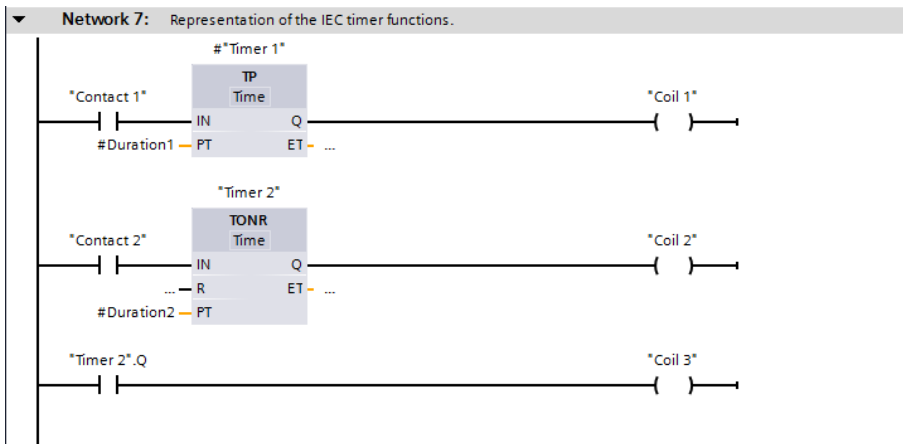 Network 7: Representation of the IEC timer functions.
#"Timer 1"
TP
Time
"Contact 1"
"Coil 1"
IN Q
#Duration1 PT ET ...
"Timer 2"
TONR
Time
"Contact 2"
"Coil 2"
IN Q
... R ET ...
#Duration2 PT
"Timer 2".Q
"Coil 3"